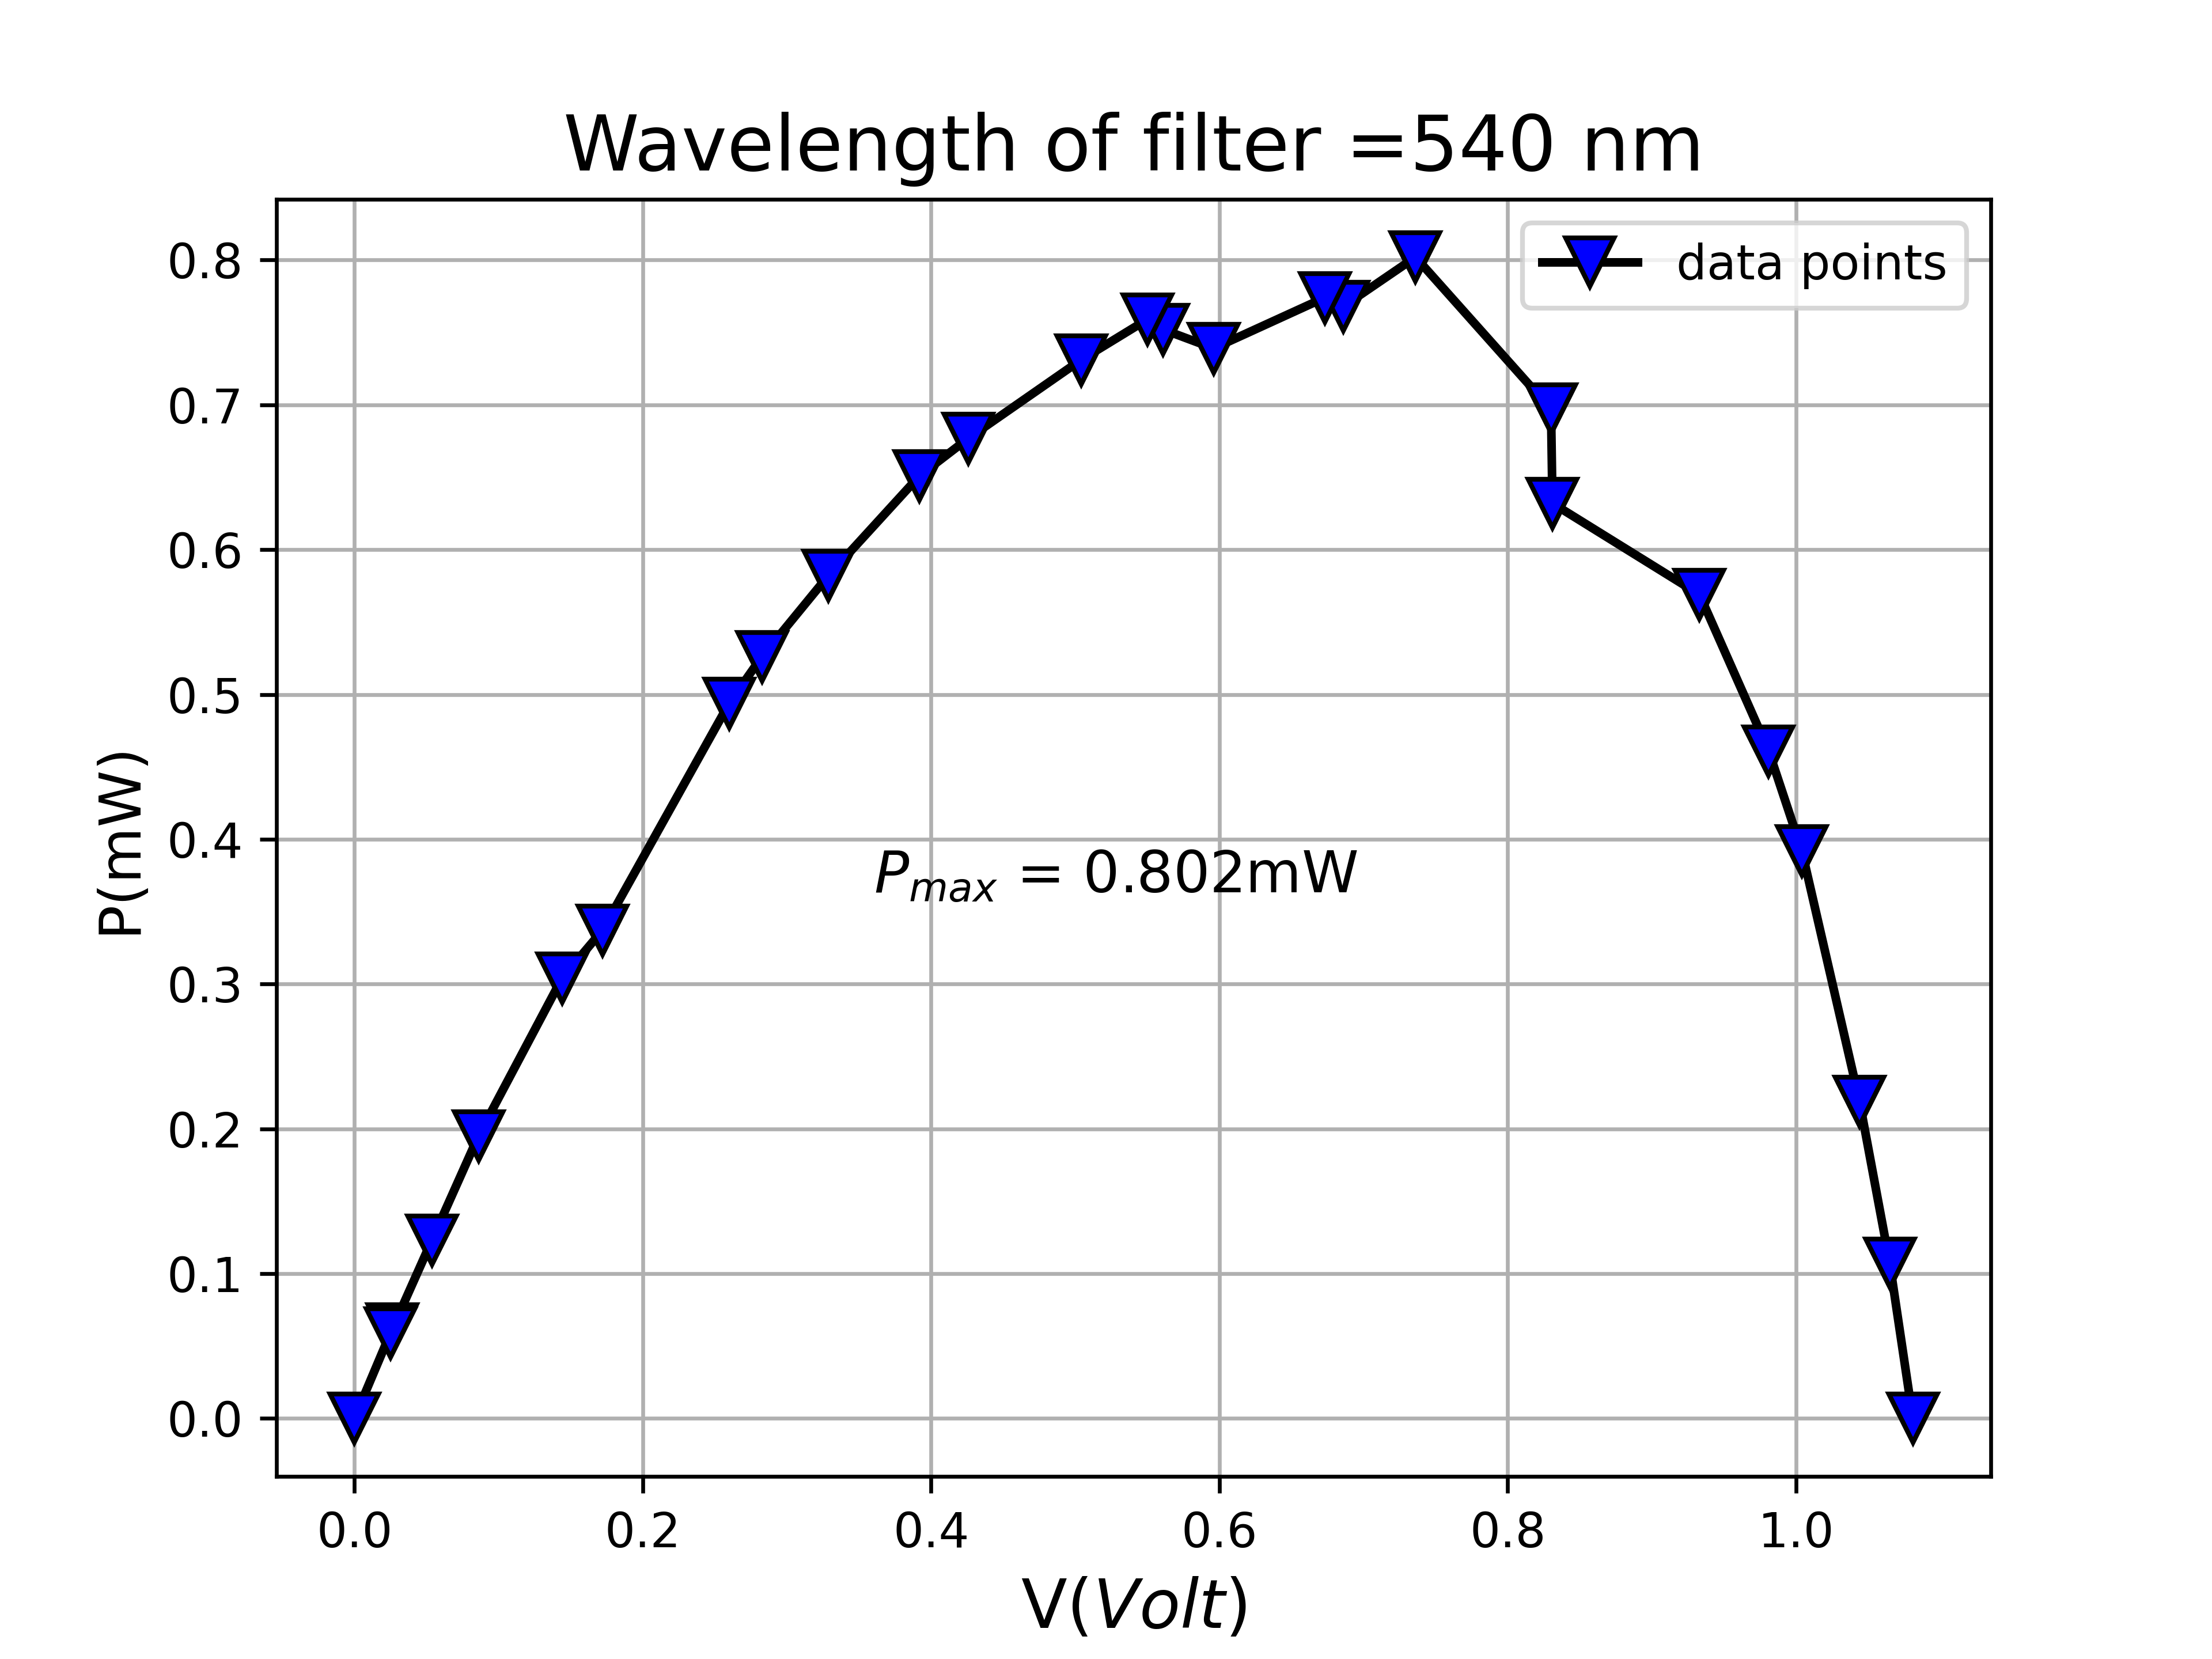 Wavelength of filter =540 nm
data points
0.8
0.7
0.6
0.5
0.4
0.3
0.2
0.1
0.0
P(mW)
P_max = 0.802mW
0.0 0.2 0.4 0.6 0.8 1.0
V(Volt)